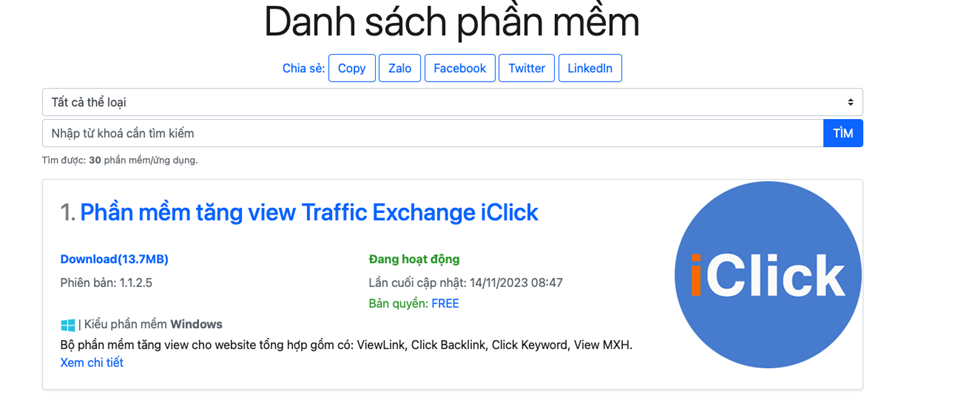 Danh sách phần mềm
Chia sẻ: Copy Zalo Facebook Twitter LinkedIn
Tất cả thể loại
Nhập từ khoá cần tìm kiếm TÌM
Tìm được: 30 phần mềm/ứng dụng.
1. Phần mềm tăng view Traffic Exchange iClick
Download(13.7MB) Đang hoạt động
Phiên bản: 1.1.2.5 Lần cuối cập nhật: 14/11/2023 08:47
Bản quyền: FREE
| Kiểu phần mềm Windows
Bộ phần mềm tăng view cho website tổng hợp gồm có: ViewLink, Click Backlink, Click Keyword, View MXH.
Xem chi tiết
iClick